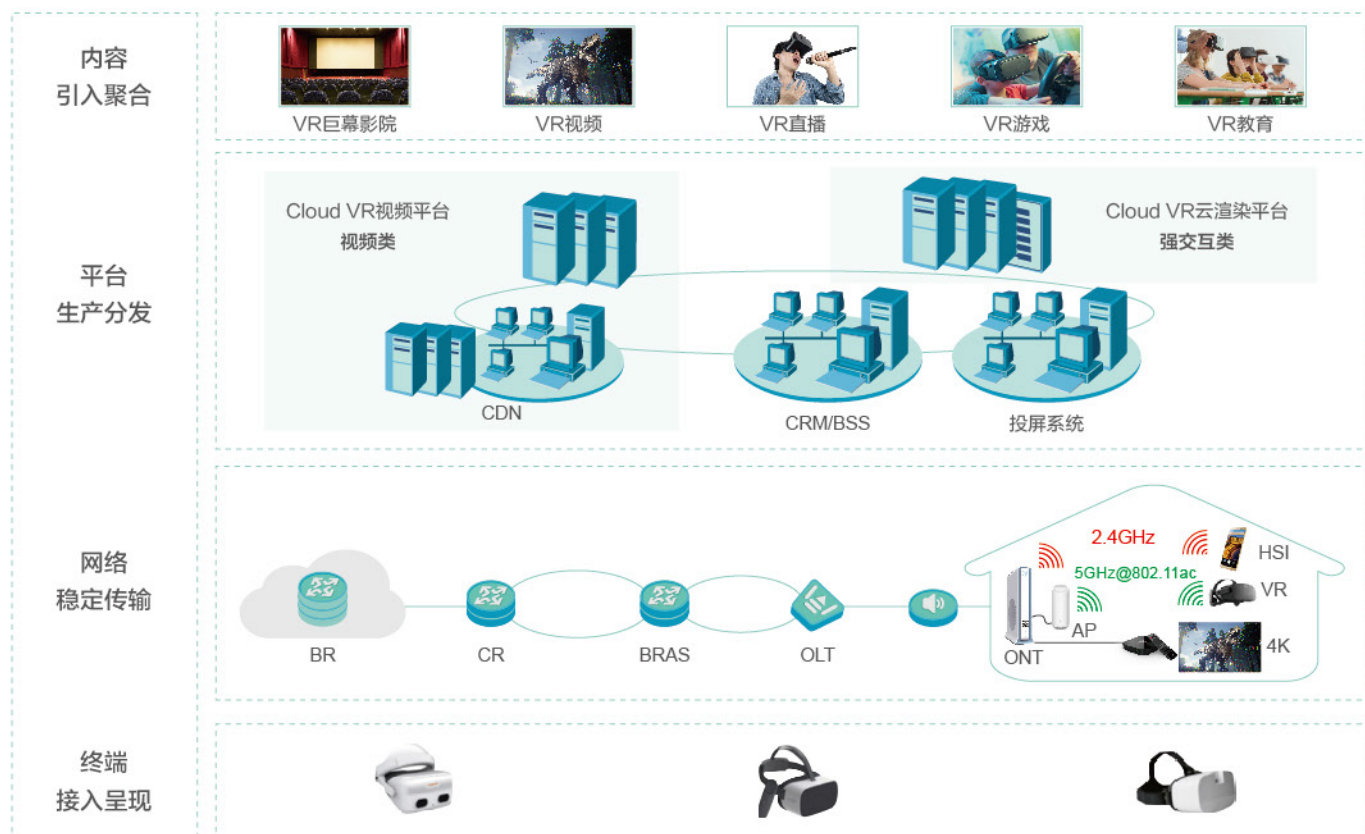 内容
引入聚合
VR巨幕影院
VR视频
VR直播
VR游戏
VR教育
平台
生产分发
Cloud VR视频平台
视频类
Cloud VR云渲染平台
强交互类
CDN
CRM/BSS
投屏系统
网络
稳定传输
BR
CR
BRAS
OLT
2.4GHz
HSI
5GHz@802.11ac
VR
AP
4K
ONT
终端
接入呈现